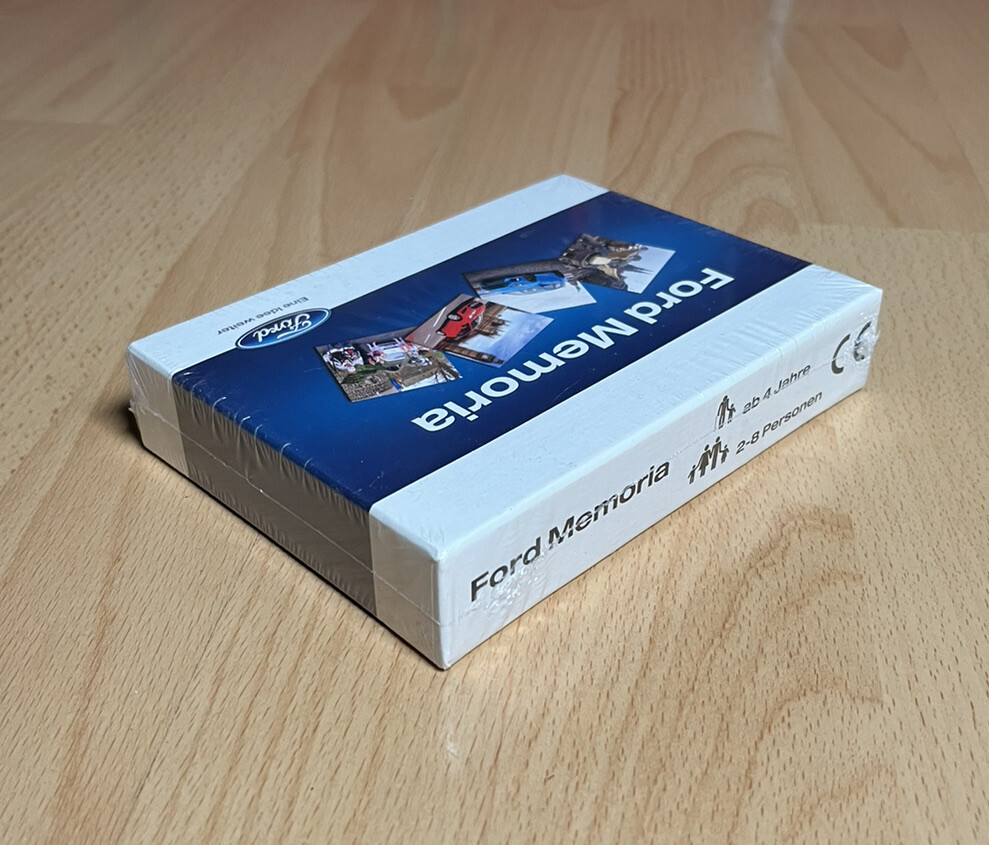 Ford Memoria
Ford
Eine Idee weiter
Ford Memoria
ab 4 Jahre
2-8 Personen
CE